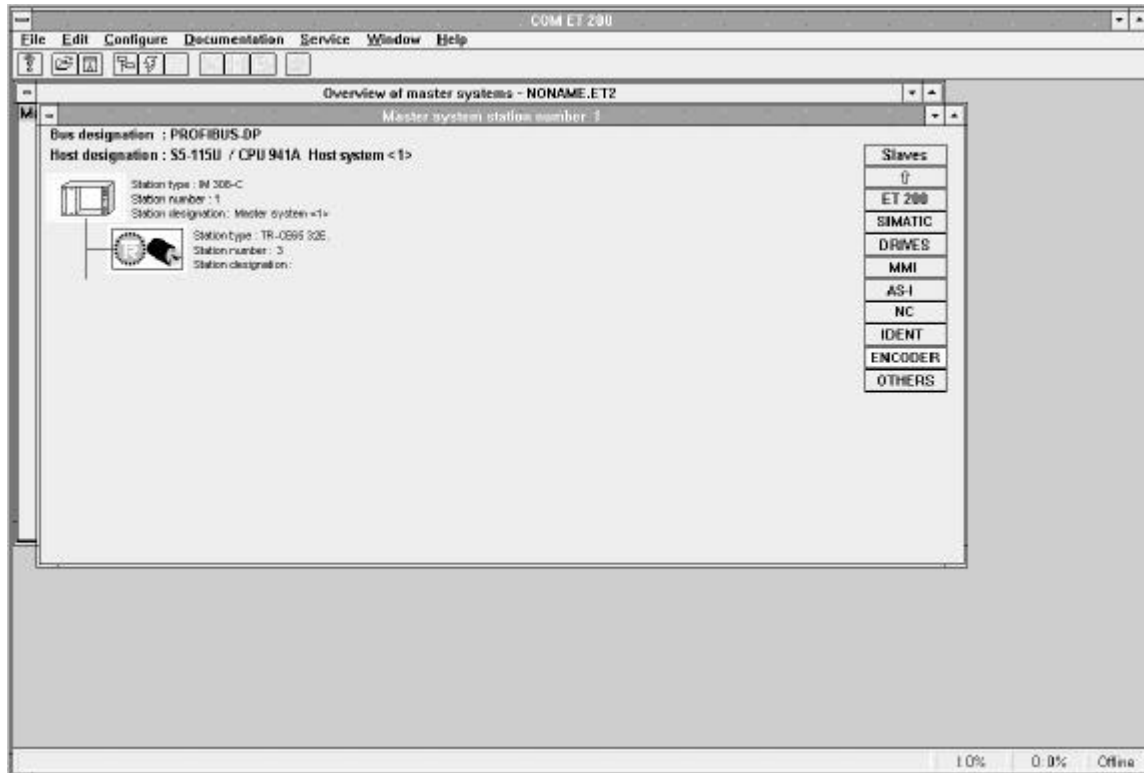 COM ET 200
File Edit Configure Documentation Service Window Help
Overview of master systems - NONAME.ET2
Master system station number 1
Bus designation : PROFIBUS-DP
Host designation : S5-115U / CPU 941A Host system <1>
Station type : IM 308-C
Station number : 1
Station designation : Master system <1>
Station type : TR-CE65 32E.
Station number : 3
Station designation :
Slaves
⇧
ET 200
SIMATIC
DRIVES
MMI
AS-I
NC
IDENT
ENCODER
OTHERS
Offline